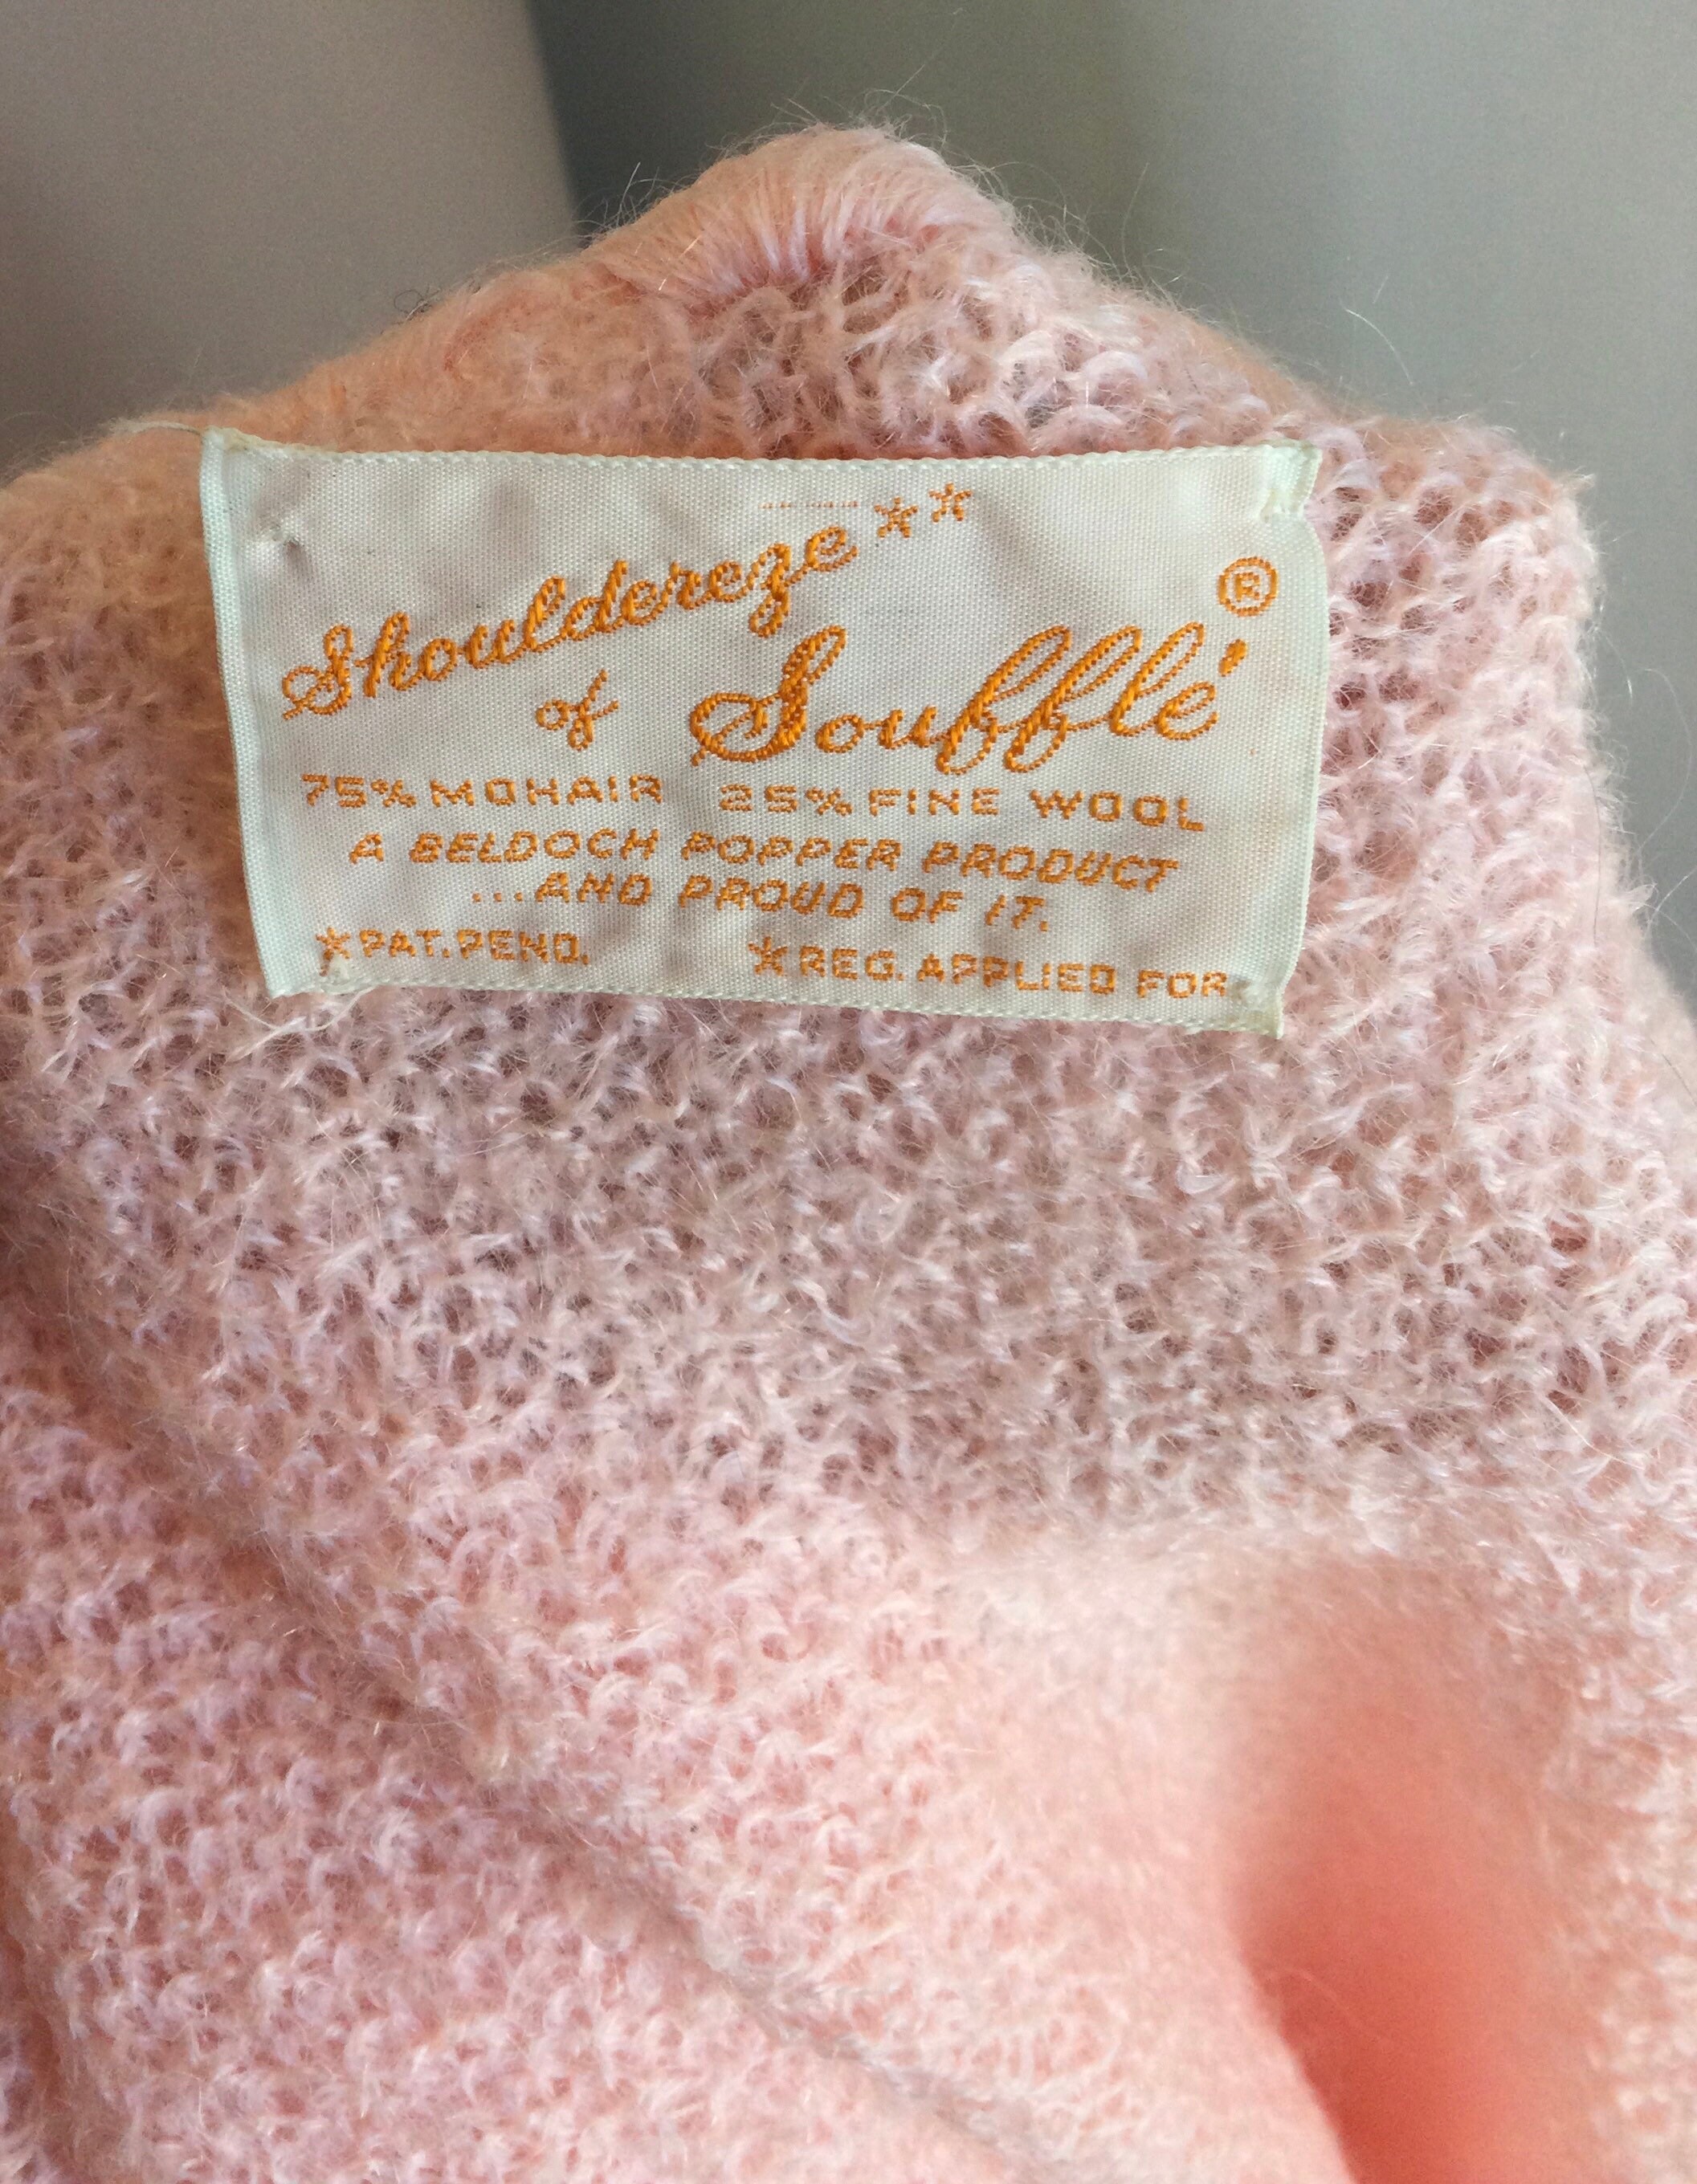 Shouldereze**
of Soufflé®
75% MOHAIR 25% FINE WOOL
A BELDOCH POPPER PRODUCT
...AND PROUD OF IT.
*PAT. PEND. *REG. APPLIED FOR